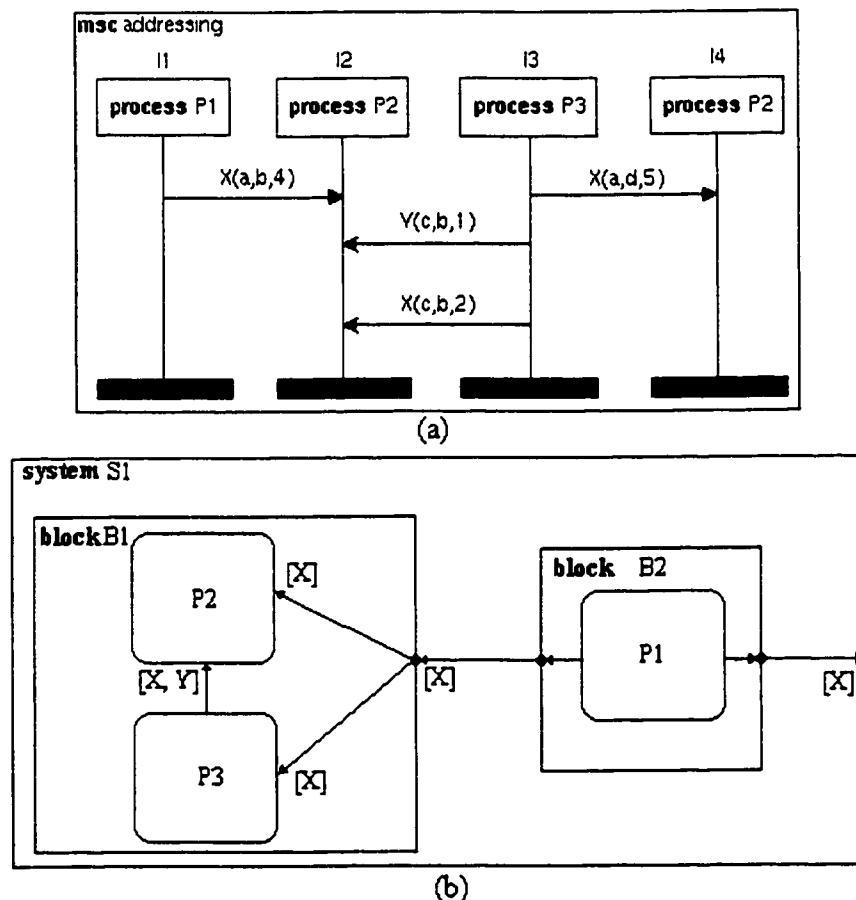 msc addressing
I1 I2 I3 I4
process P1 process P2 process P3 process P2
X(a,b,4) X(a,d,5)
Y(c,b,1)
X(c,b,2)
(a)
system S1
block B1
block B2
[X]
P2
P1
[X, Y]
[X]
[X]
P3
[X]
(b)